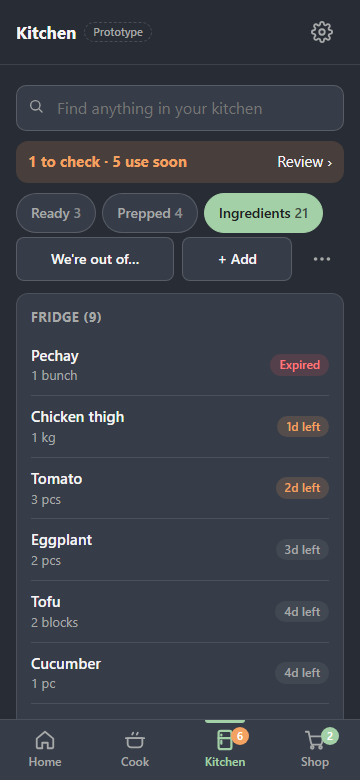 Kitchen Prototype
Find anything in your kitchen
1 to check · 5 use soon Review ›
Ready 3 Prepped 4 Ingredients 21
We're out of... + Add ...
FRIDGE (9)
Pechay
1 bunch
Expired
Chicken thigh
1 kg
1d left
Tomato
3 pcs
2d left
Eggplant
2 pcs
3d left
Tofu
2 blocks
4d left
Cucumber
1 pc
4d left
6 2
Home Cook Kitchen Shop